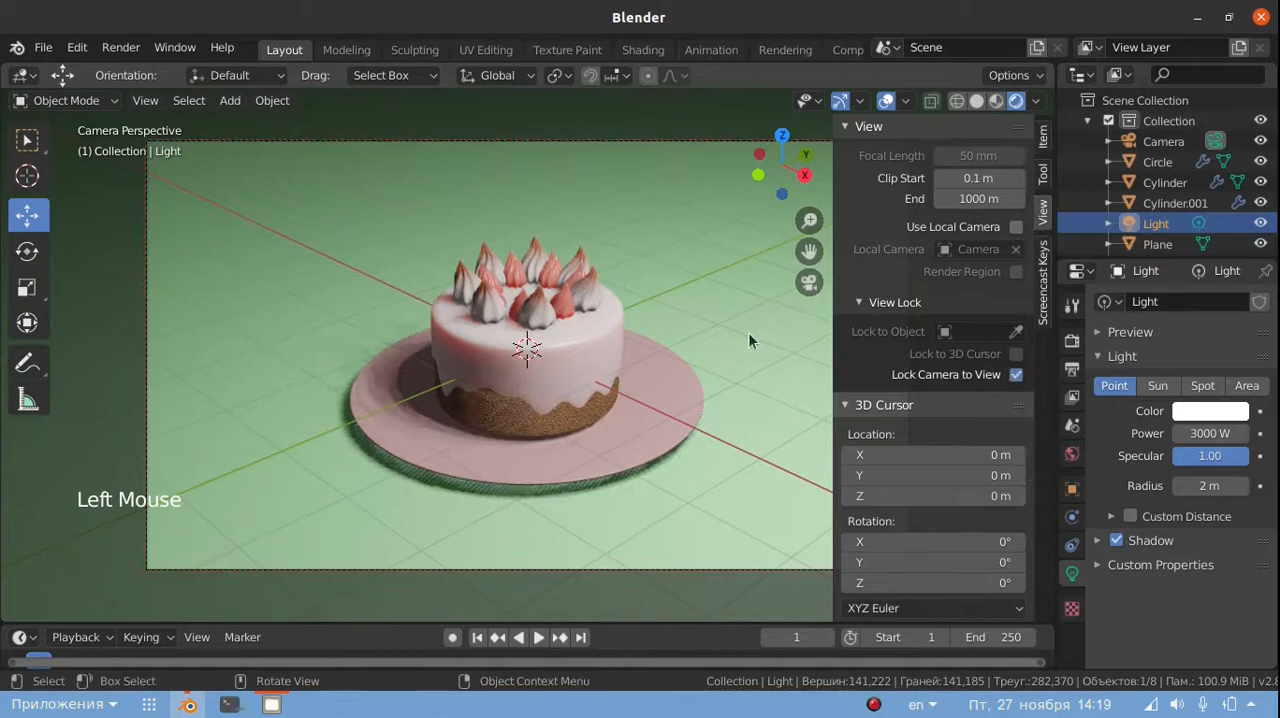 Blender
File Edit Render Window Help Layout Modeling Sculpting UV Editing Texture Paint Shading Animation Rendering Comp Scene View Layer
Orientation: Default Drag: Select Box Global Options
Object Mode View Select Add Object
Camera Perspective
(1) Collection | Light
Z
Y
X
Left Mouse
View
Focal Length 50 mm
Clip Start 0.1 m
End 1000 m
Use Local Camera
Local Camera Camera
Render Region
View Lock
Lock to Object
Lock to 3D Cursor
Lock Camera to View
3D Cursor
Location:
X 0 m
Y 0 m
Z 0 m
Rotation:
X 0°
Y 0°
Z 0°
XYZ Euler
Item
Tool
View
Screencast Keys
Scene Collection
Collection
Camera
Circle
Cylinder
Cylinder.001
Light
Plane
Light Light
Light
Preview
Light
Point Sun Spot Area
Color
Power 3000 W
Specular 1.00
Radius 2 m
Custom Distance
Shadow
Custom Properties
Playback Keying View Marker 1 Start 1 End 250
Select Box Select Rotate View Object Context Menu Collection | Light Вершин:141,222 Граней:141,185 Треуг:282,370 Объектов:1/8 Пам: 100.9 MiB v2.8
Приложения en Пт, 27 ноября 14:19